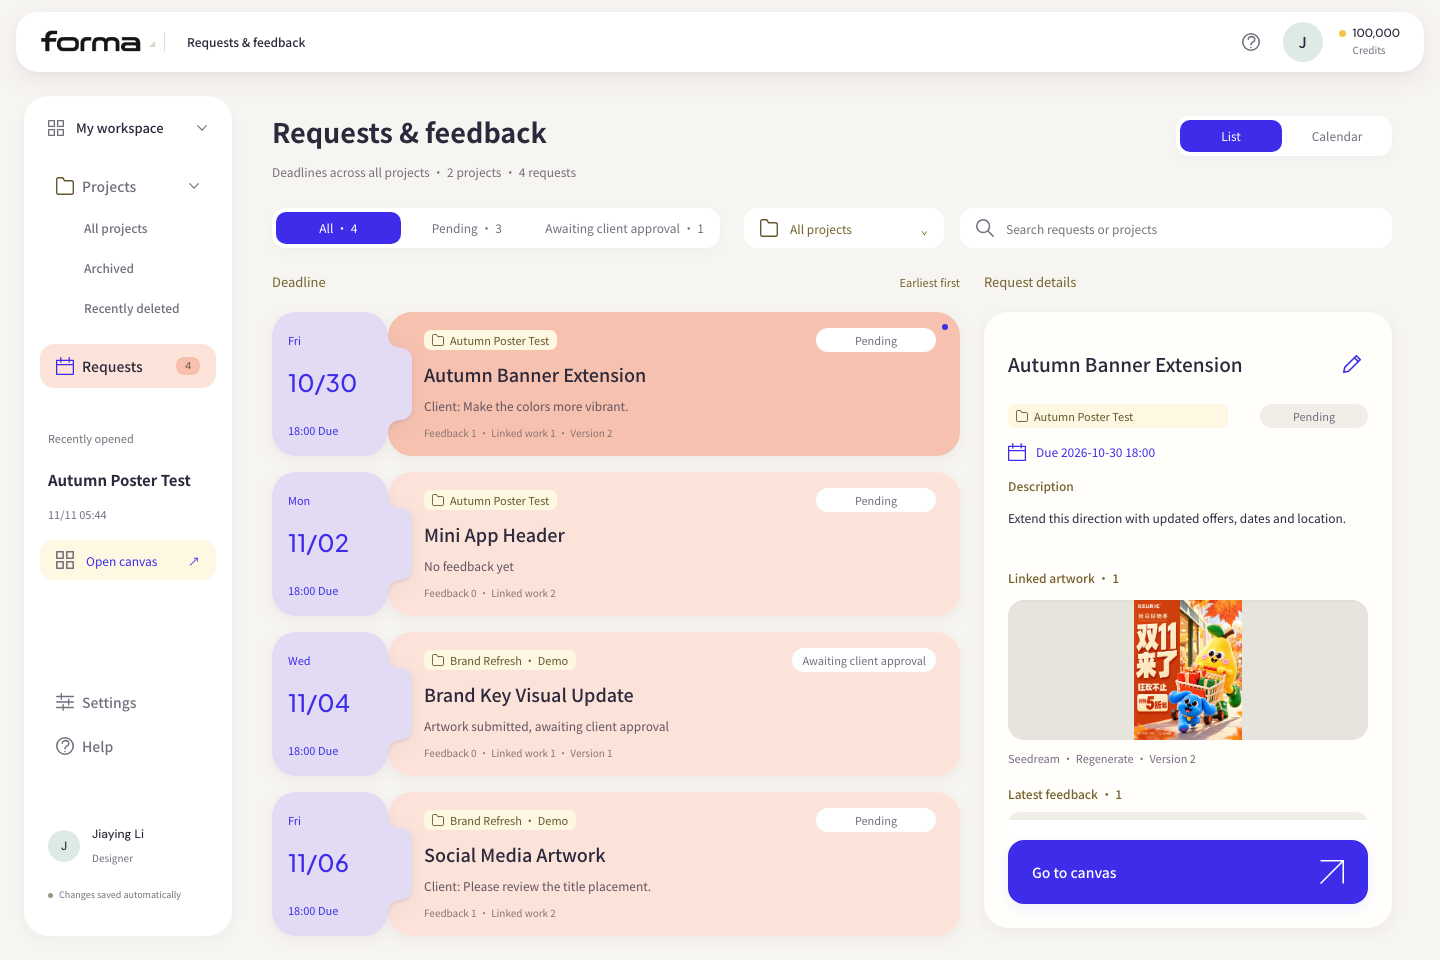 forma
Requests & feedback
J
100,000
Credits
My workspace
Projects
All projects
Archived
Recently deleted
Requests
4
Recently opened
Autumn Poster Test
11/11 05:44
Open canvas ↗
Settings
Help
J
Jiaying Li
Designer
Changes saved automatically
Requests & feedback
Deadlines across all projects • 2 projects • 4 requests
List
Calendar
All • 4
Pending • 3
Awaiting client approval • 1
All projects
Search requests or projects
Deadline
Earliest first
Fri
10/30
18:00 Due
Autumn Poster Test
Pending
Autumn Banner Extension
Client: Make the colors more vibrant.
Feedback 1 • Linked work 1 • Version 2
Mon
11/02
18:00 Due
Autumn Poster Test
Pending
Mini App Header
No feedback yet
Feedback 0 • Linked work 2
Wed
11/04
18:00 Due
Brand Refresh • Demo
Awaiting client approval
Brand Key Visual Update
Artwork submitted, awaiting client approval
Feedback 0 • Linked work 1 • Version 1
Fri
11/06
18:00 Due
Brand Refresh • Demo
Pending
Social Media Artwork
Client: Please review the title placement.
Feedback 1 • Linked work 2
Request details
Autumn Banner Extension
Autumn Poster Test
Pending
Due 2026-10-30 18:00
Description
Extend this direction with updated offers, dates and location.
Linked artwork • 1
双11
来了
狂欢不止
5折起
Seedream • Regenerate • Version 2
Latest feedback • 1
Go to canvas